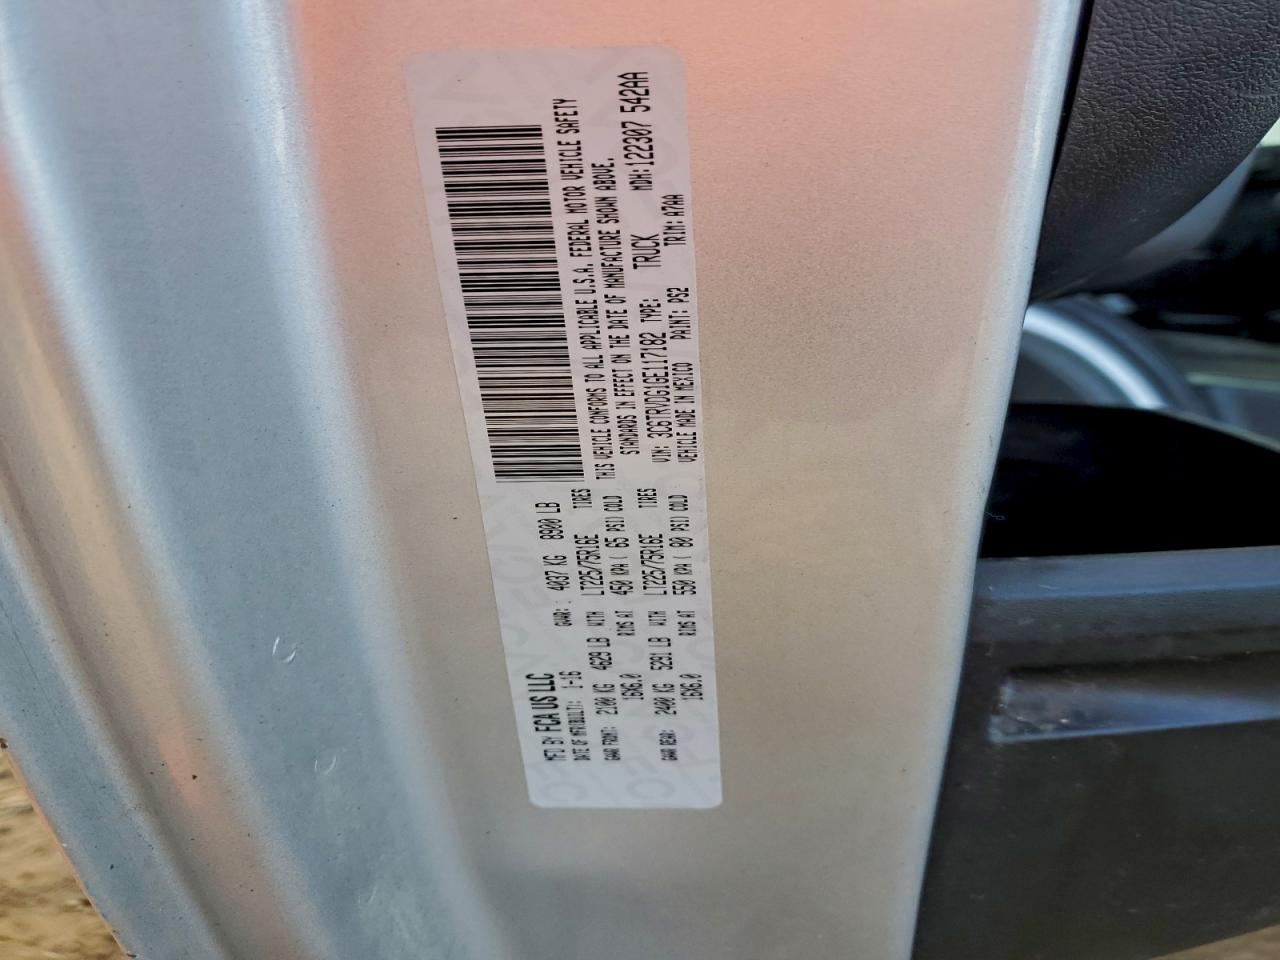 MFD BY FCA US LLC
DATE OF MFR(BUILT): 1-16 GVWR: : 4037 KG 8900 LB
GAWR FRONT: 2100 KG 4629 LB WITH LT225/75R16E TIRES
16X6.0 RIMS AT 450 KPA ( 65 PSI) COLD
GAWR REAR: 2400 KG 5291 LB WITH LT225/75R16E TIRES
16X6.0 RIMS AT 550 KPA ( 80 PSI) COLD
THIS VEHICLE CONFORMS TO ALL APPLICABLE U.S.A. FEDERAL MOTOR VEHICLE SAFETY
STANDARDS IN EFFECT ON THE DATE OF MANUFACTURE SHOWN ABOVE.
VIN: 3C6TRVDG1GE117182 TYPE: TRUCK MDH:122307 542AA
VEHICLE MADE IN MEXICO PAINT: PS2 TRIM: A7AA